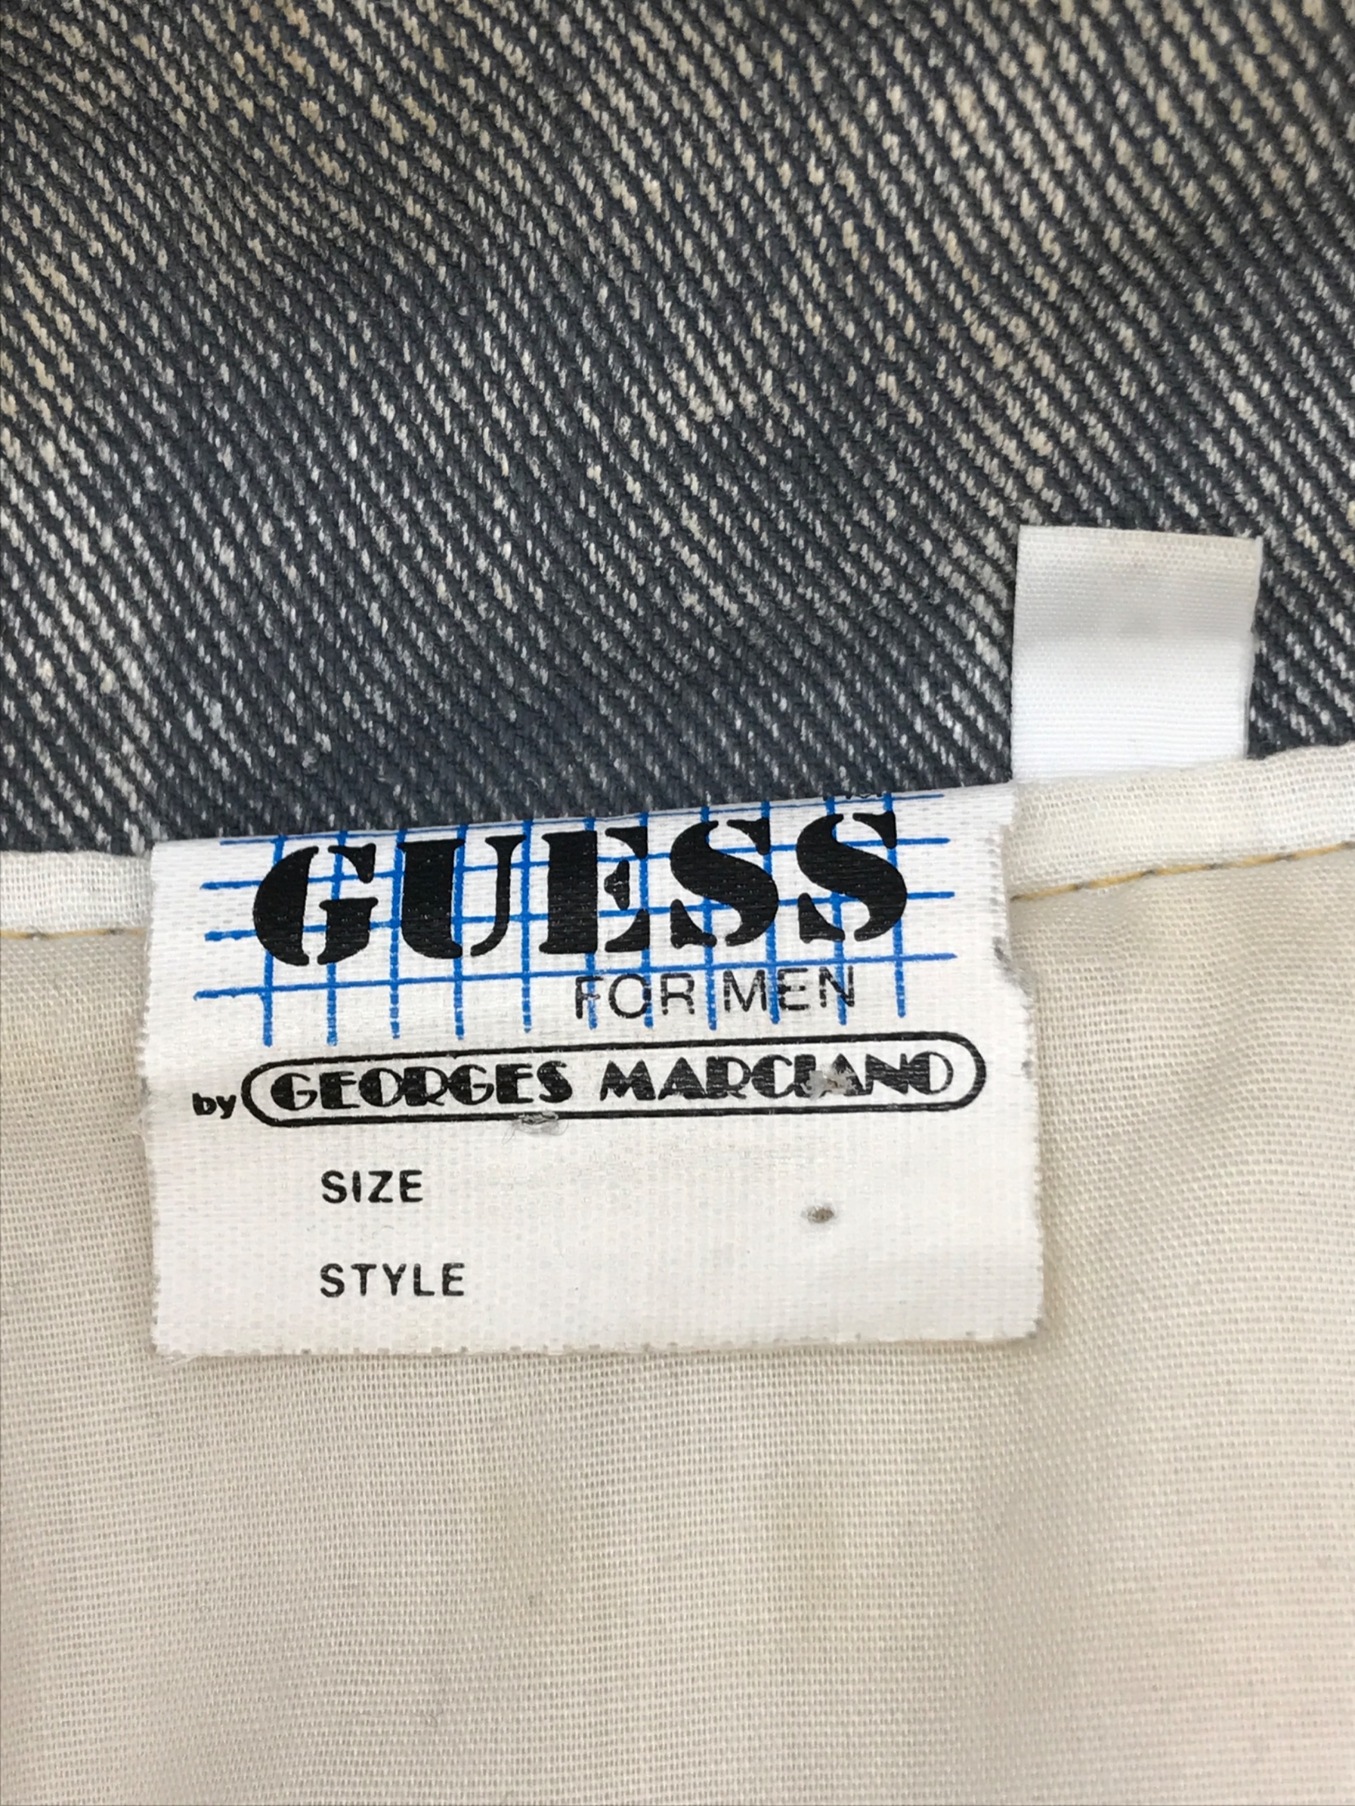 GUESS
FOR MEN
by GEORGES MARCIANO
SIZE
STYLE